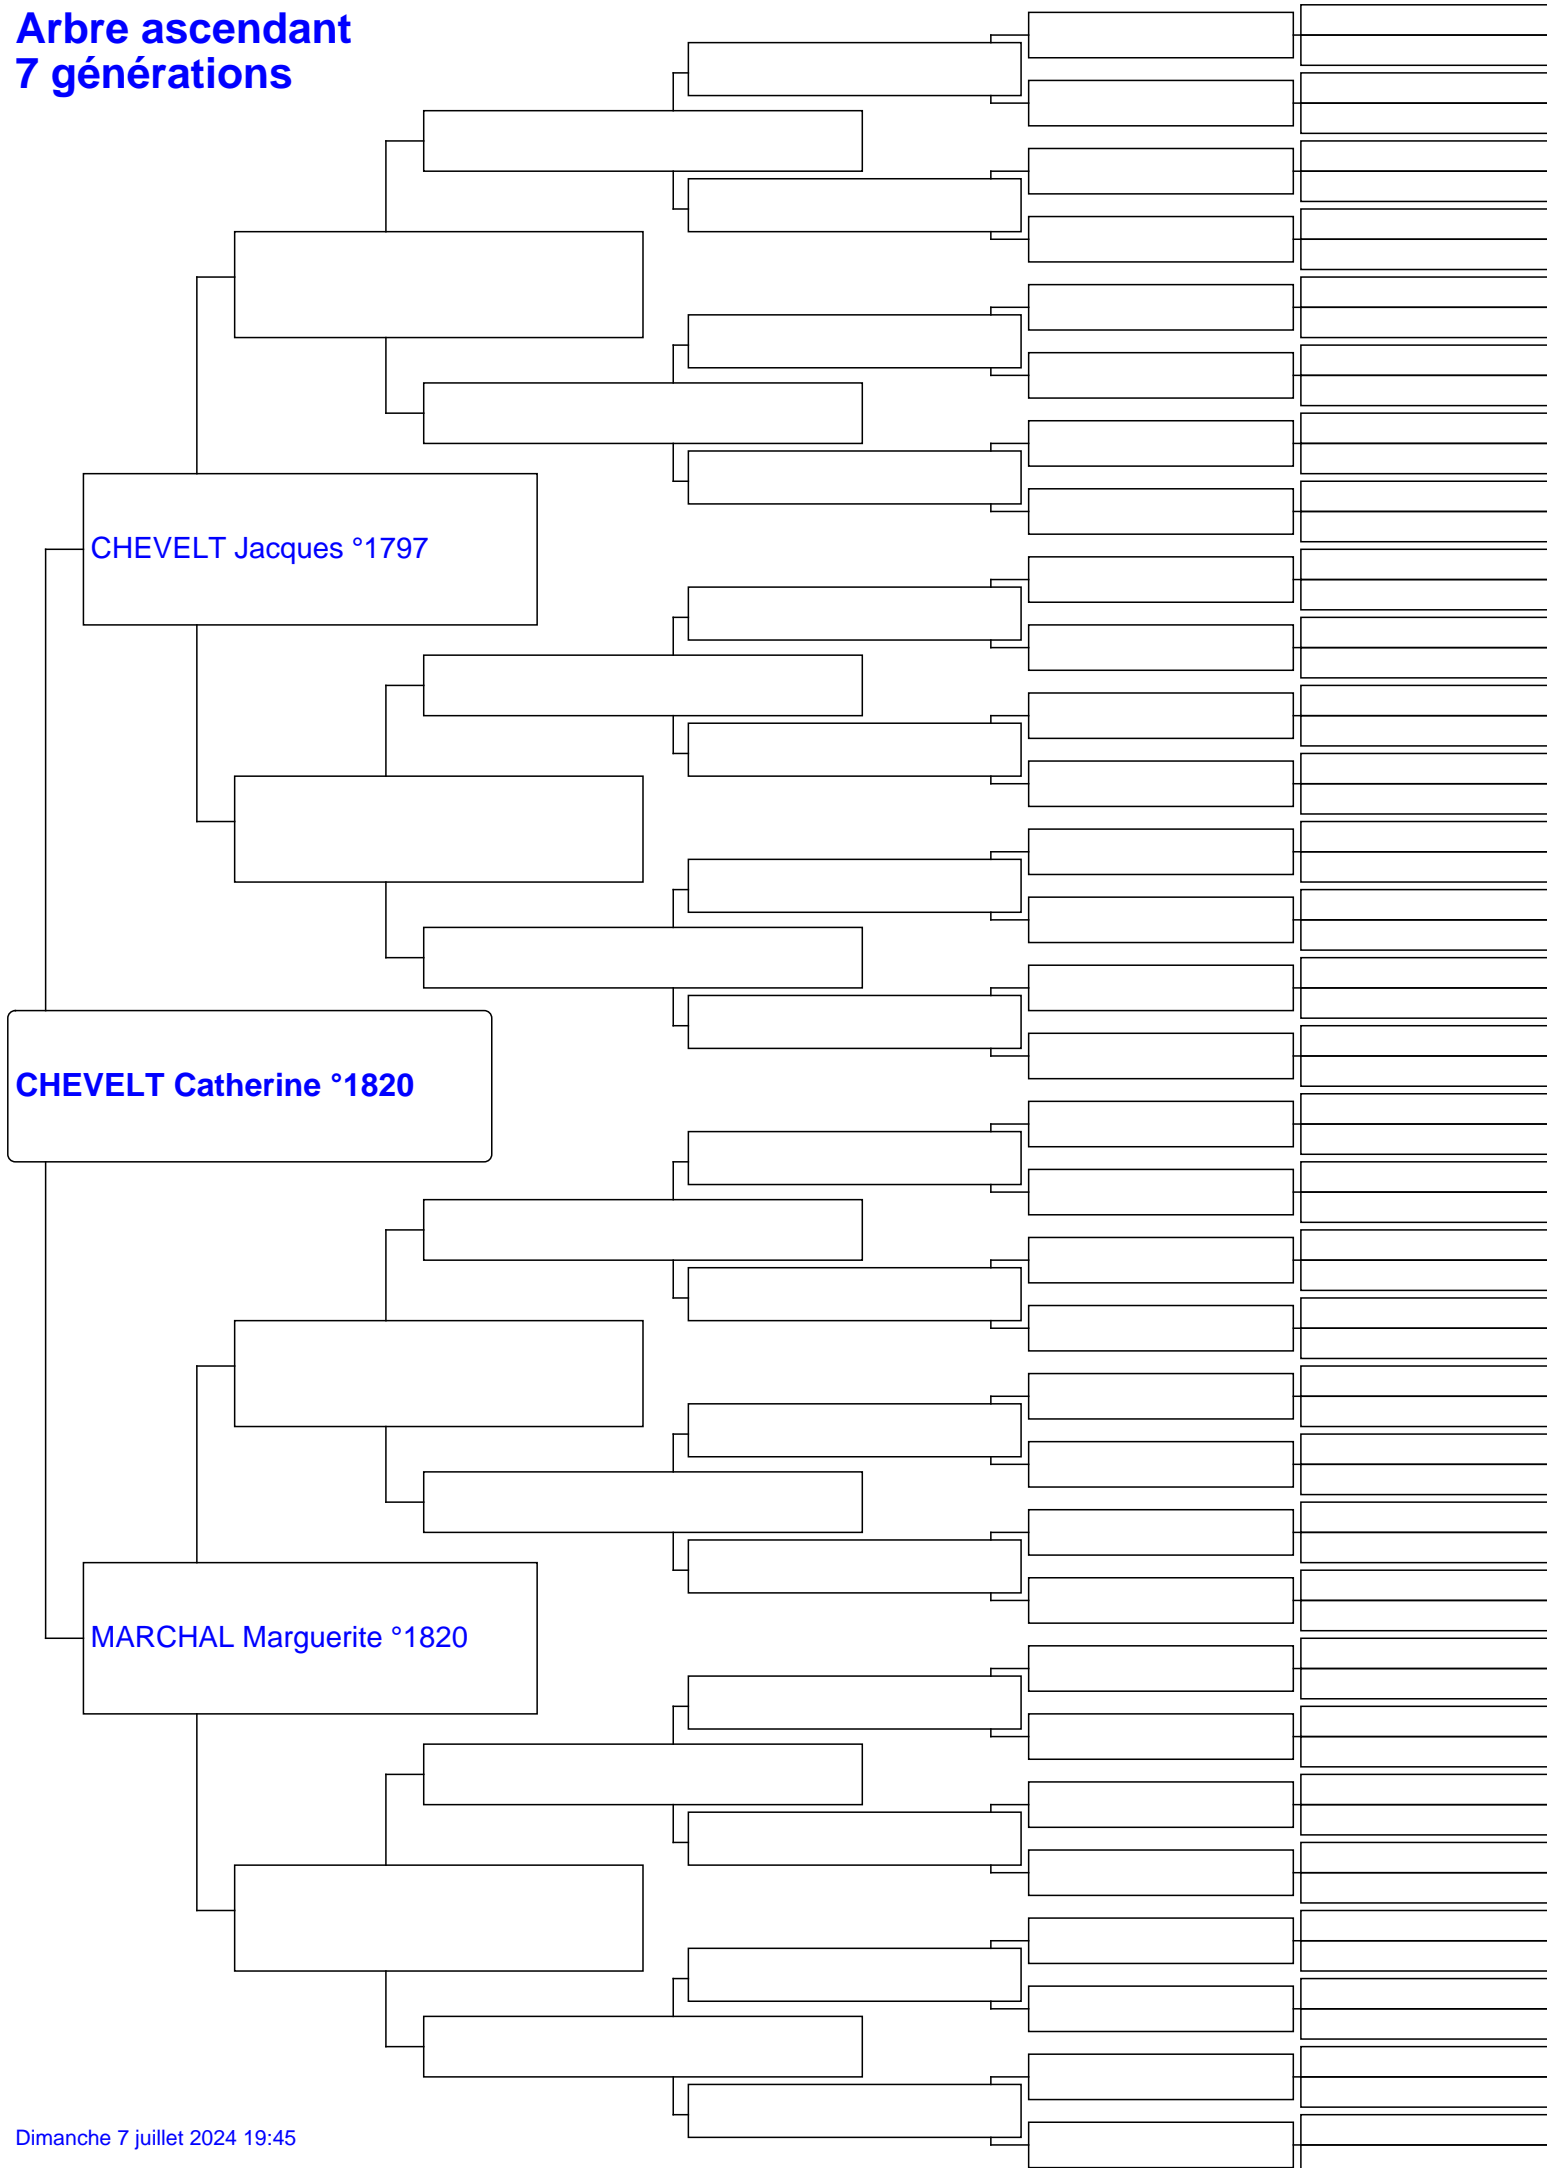 Arbre ascendant
7 générations
CHEVELT Jacques °1797
CHEVELT Catherine °1820
MARCHAL Marguerite °1820
Dimanche 7 juillet 2024 19:45